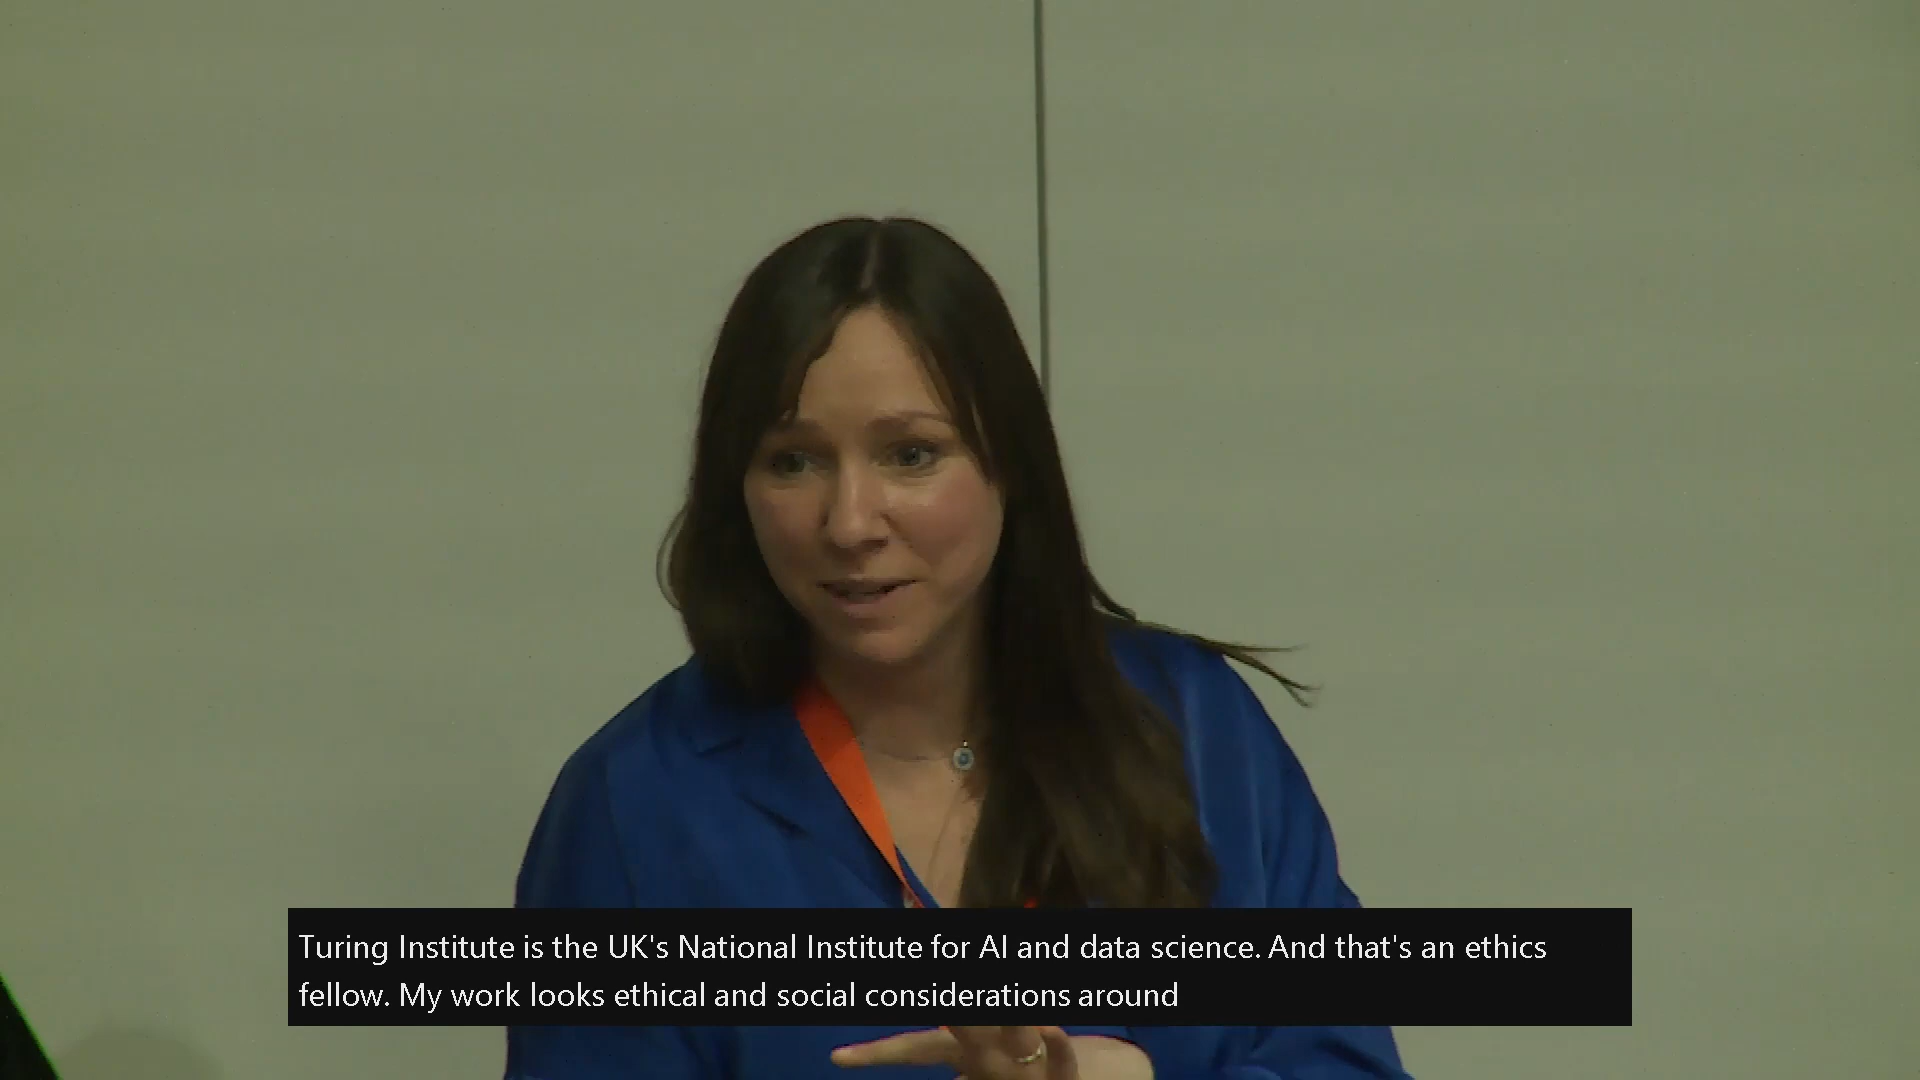 Turing Institute is the UK's National Institute for AI and data science. And that's an ethics
fellow. My work looks ethical and social considerations around